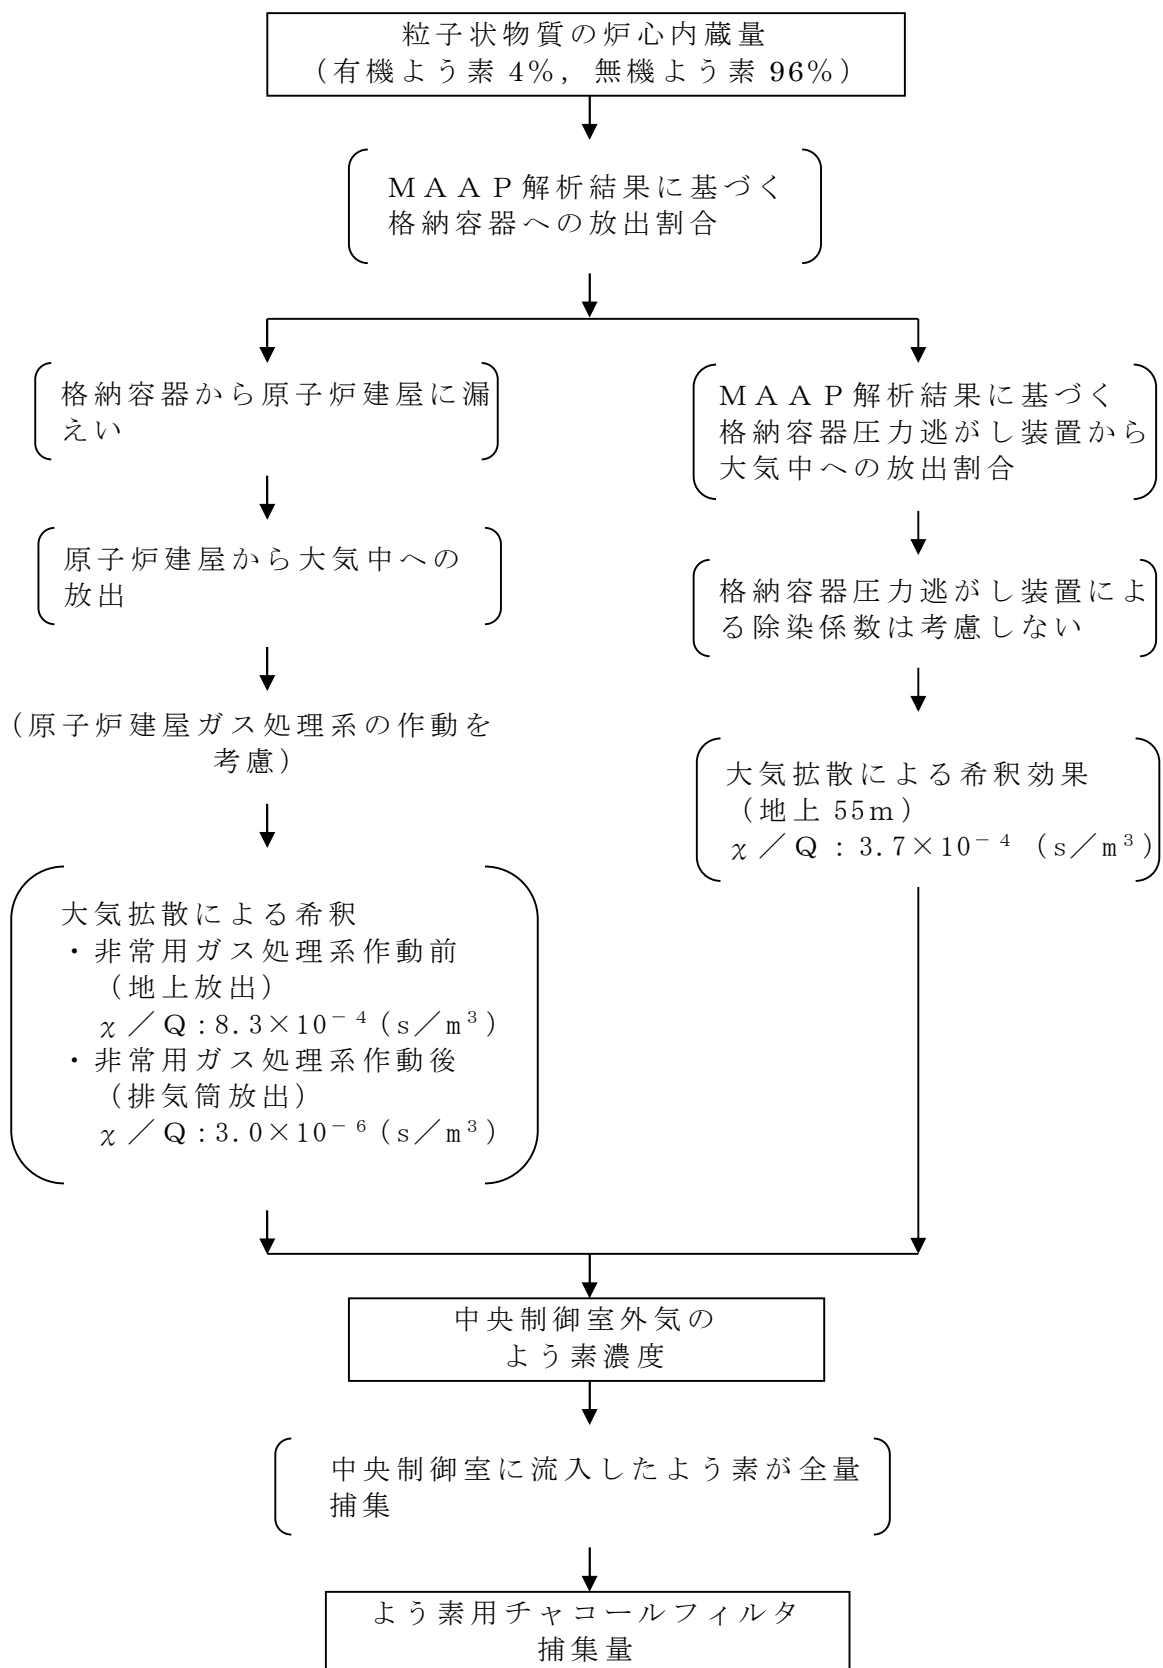 粒子状物質の炉心内蔵量
（有機よう素 4%，無機よう素 96%）
ＭＡＡＰ解析結果に基づく
格納容器への放出割合
格納容器から原子炉建屋に漏
えい
原子炉建屋から大気中への
放出
（原子炉建屋ガス処理系の作動を
考慮）
大気拡散による希釈
・非常用ガス処理系作動前
（地上放出）
χ／Q：8.3×10⁻⁴（s／m³）
・非常用ガス処理系作動後
（排気筒放出）
χ／Q：3.0×10⁻⁶（s／m³）
ＭＡＡＰ解析結果に基づく
格納容器圧力逃がし装置から
大気中への放出割合
格納容器圧力逃がし装置によ
る除染係数は考慮しない
大気拡散による希釈効果
（地上 55m）
χ／Q：3.7×10⁻⁴（s／m³）
中央制御室外気の
よう素濃度
中央制御室に流入したよう素が全量
捕集
よう素用チャコールフィルタ
捕集量